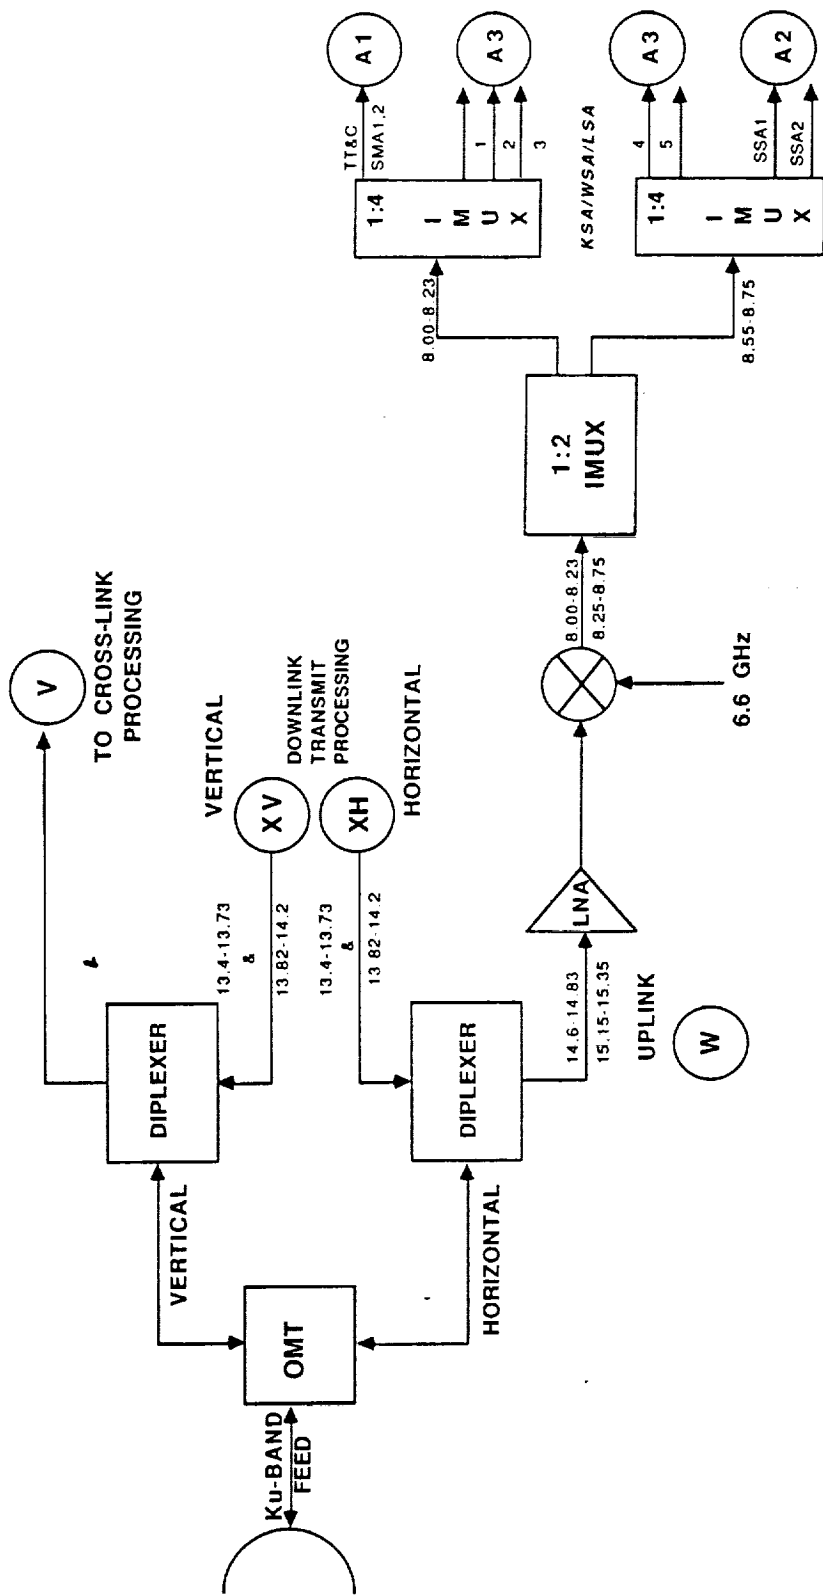 Ku-BAND
FEED
OMT
VERTICAL
HORIZONTAL
DIPLEXER
DIPLEXER
V
TO CROSS-LINK
PROCESSING
13.4-13.73
&
13.82-14.2
VERTICAL
XV
DOWNLINK
TRANSMIT
PROCESSING
XH
HORIZONTAL
13.4-13.73
&
13 82-14.2
14.6-14.83
15.15-15.35
UPLINK
W
LNA
6.6 GHz
8.00-8.23
8.25-8.75
1:2
IMUX
8.00-8.23
8.55-8.75
1:4
I
M
U
X
TT&C
SMA1,2
1
2
3
A1
A3
KSA/WSA/LSA
1:4
I
M
U
X
4
5
SSA1
SSA2
A3
A2